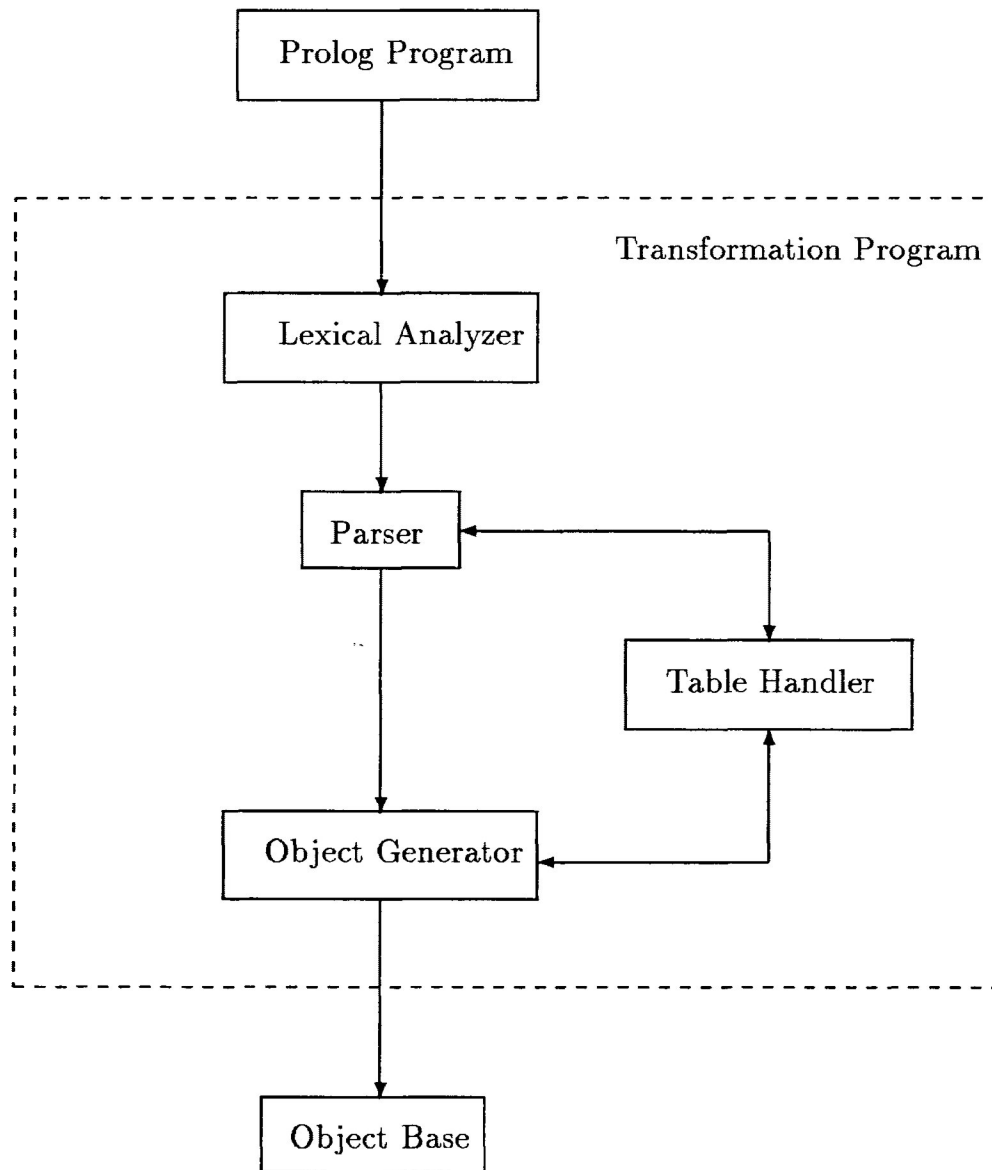 Prolog Program
Transformation Program
Lexical Analyzer
Parser
Table Handler
Object Generator
Object Base